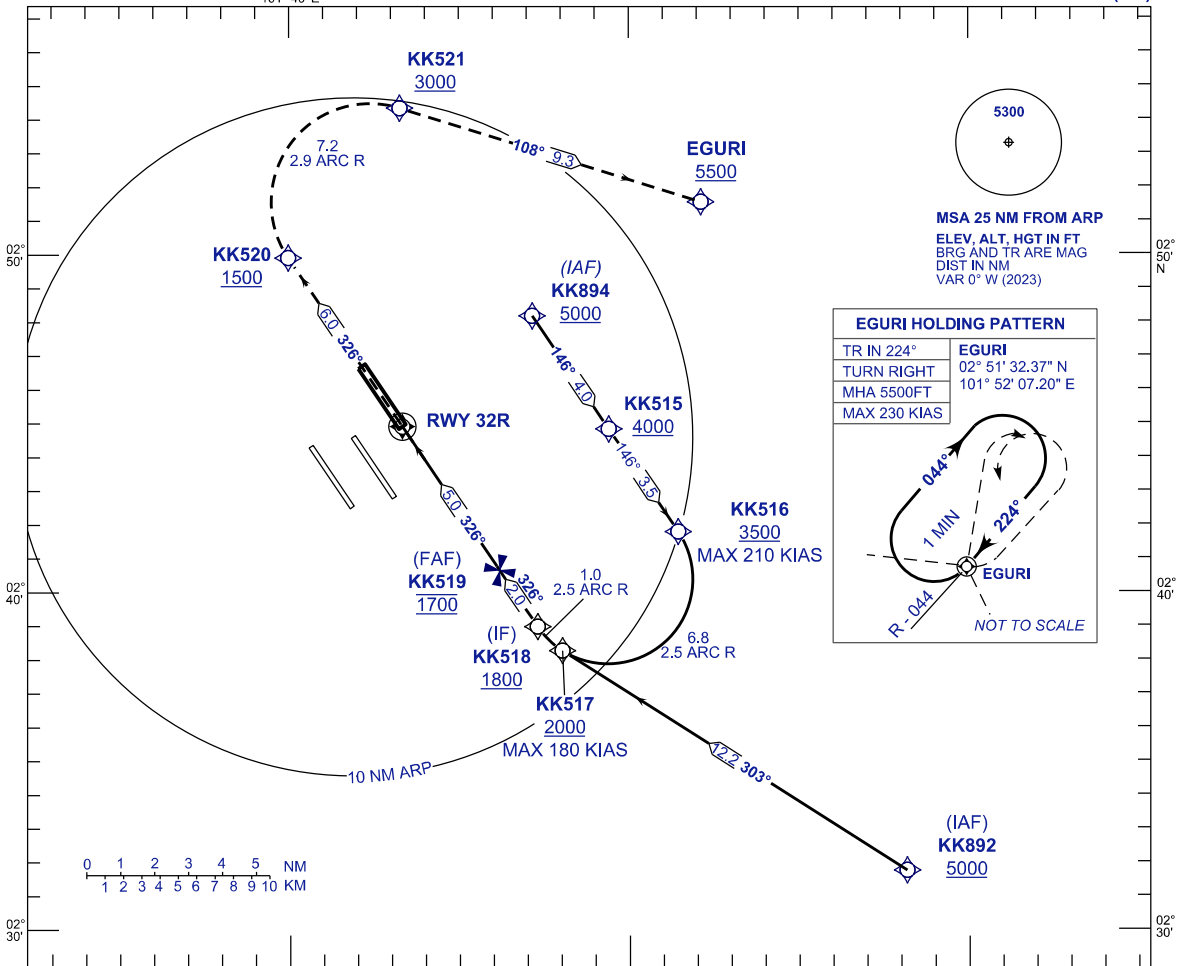 KK521
3000
7.2
2.9 ARC R
108° 9.3
EGURI
5500
5300
MSA 25 NM FROM ARP
ELEV, ALT, HGT IN FT
BRG AND TR ARE MAG
DIST IN NM
VAR 0° W (2023)
02°
50'
02°
50'
N
KK520
1500
6.0 326°
(IAF)
KK894
5000
146° 4.0
KK515
4000
146° 3.5
KK516
3500
MAX 210 KIAS
RWY 32R
5.0 326°
(FAF)
KK519
1700
326°
2.0
1.0
2.5 ARC R
(IF)
KK518
1800
6.8
2.5 ARC R
KK517
2000
MAX 180 KIAS
12.2 303°
(IAF)
KK892
5000
10 NM ARP
EGURI HOLDING PATTERN
TR IN 224°
TURN RIGHT
MHA 5500FT
MAX 230 KIAS
EGURI
02° 51' 32.37" N
101° 52' 07.20" E
044°
1 MIN
224°
EGURI
R - 044
NOT TO SCALE
02°
40'
02°
40'
0 1 2 3 4 5 NM
1 2 3 4 5 6 7 8 9 10 KM
02°
30'
02°
30'